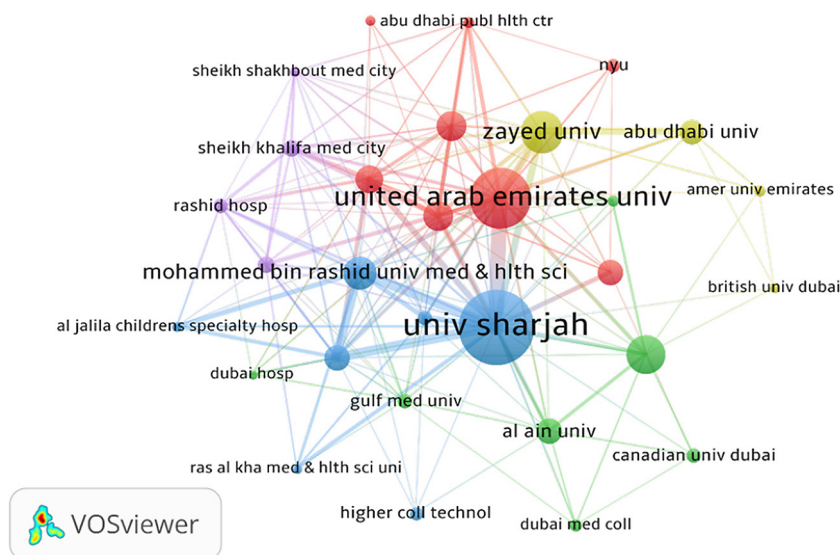 abu dhabi publ hlth ctr
nyu
sheikh shakhbout med city
zayed univ
abu dhabi univ
sheikh khalifa med city
united arab emirates univ
amer univ emirates
rashid hosp
mohammed bin rashid univ med & hlth sci
british univ dubai
al jalila childrens specialty hosp
univ sharjah
dubai hosp
gulf med univ
al ain univ
canadian univ dubai
ras al kha med & hlth sci uni
higher coll technol
dubai med coll
VOSviewer